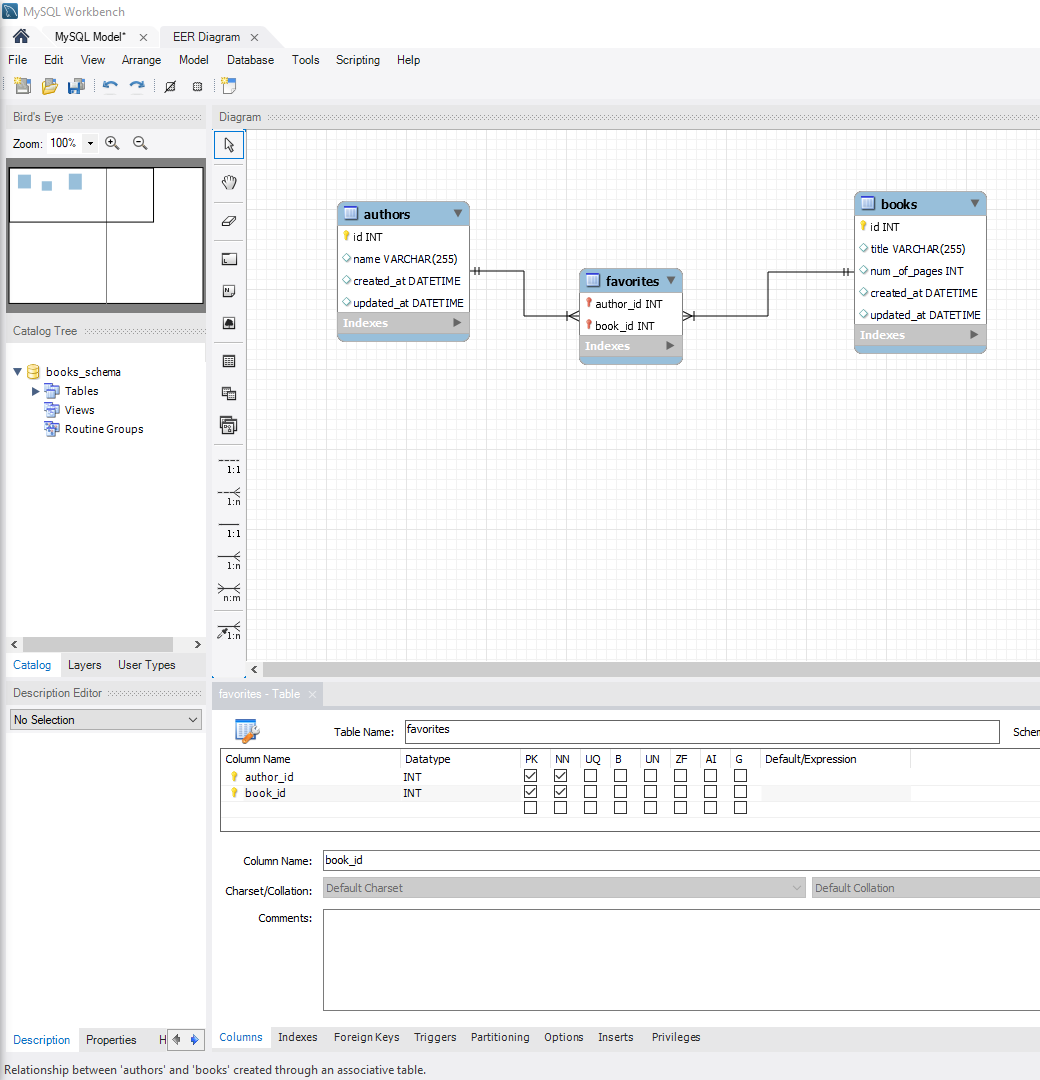 MySQL Workbench
MySQL Model* EER Diagram
File Edit View Arrange Model Database Tools Scripting Help
Bird's Eye
Zoom: 100%
Diagram
authors
id INT
name VARCHAR(255)
created_at DATETIME
updated_at DATETIME
Indexes
favorites
author_id INT
book_id INT
Indexes
books
id INT
title VARCHAR(255)
num _of_pages INT
created_at DATETIME
updated_at DATETIME
Indexes
Catalog Tree
books_schema
Tables
Views
Routine Groups
1:1
1:n
1:1
1:n
n:m
1:n
Catalog Layers User Types
Description Editor
No Selection
favorites - Table
Table Name: favorites Schem
Column Name Datatype PK NN UQ B UN ZF AI G Default/Expression
author_id INT
book_id INT
Column Name: book_id
Charset/Collation: Default Charset Default Collation
Comments:
Description Properties H
Columns Indexes Foreign Keys Triggers Partitioning Options Inserts Privileges
Relationship between 'authors' and 'books' created through an associative table.